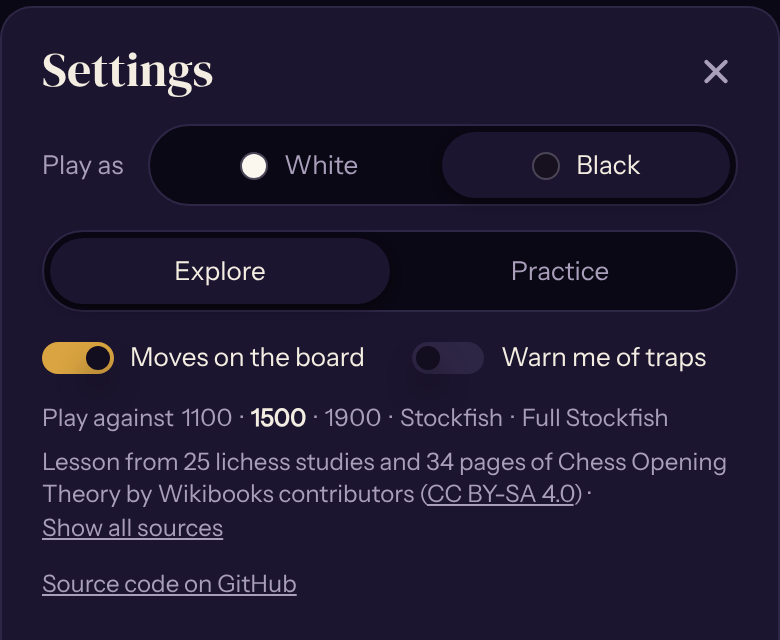 Settings
Play as White Black
Explore Practice
Moves on the board Warn me of traps
Play against 1100 · 1500 · 1900 · Stockfish · Full Stockfish
Lesson from 25 lichess studies and 34 pages of Chess Opening
Theory by Wikibooks contributors (CC BY-SA 4.0) ·
Show all sources
Source code on GitHub